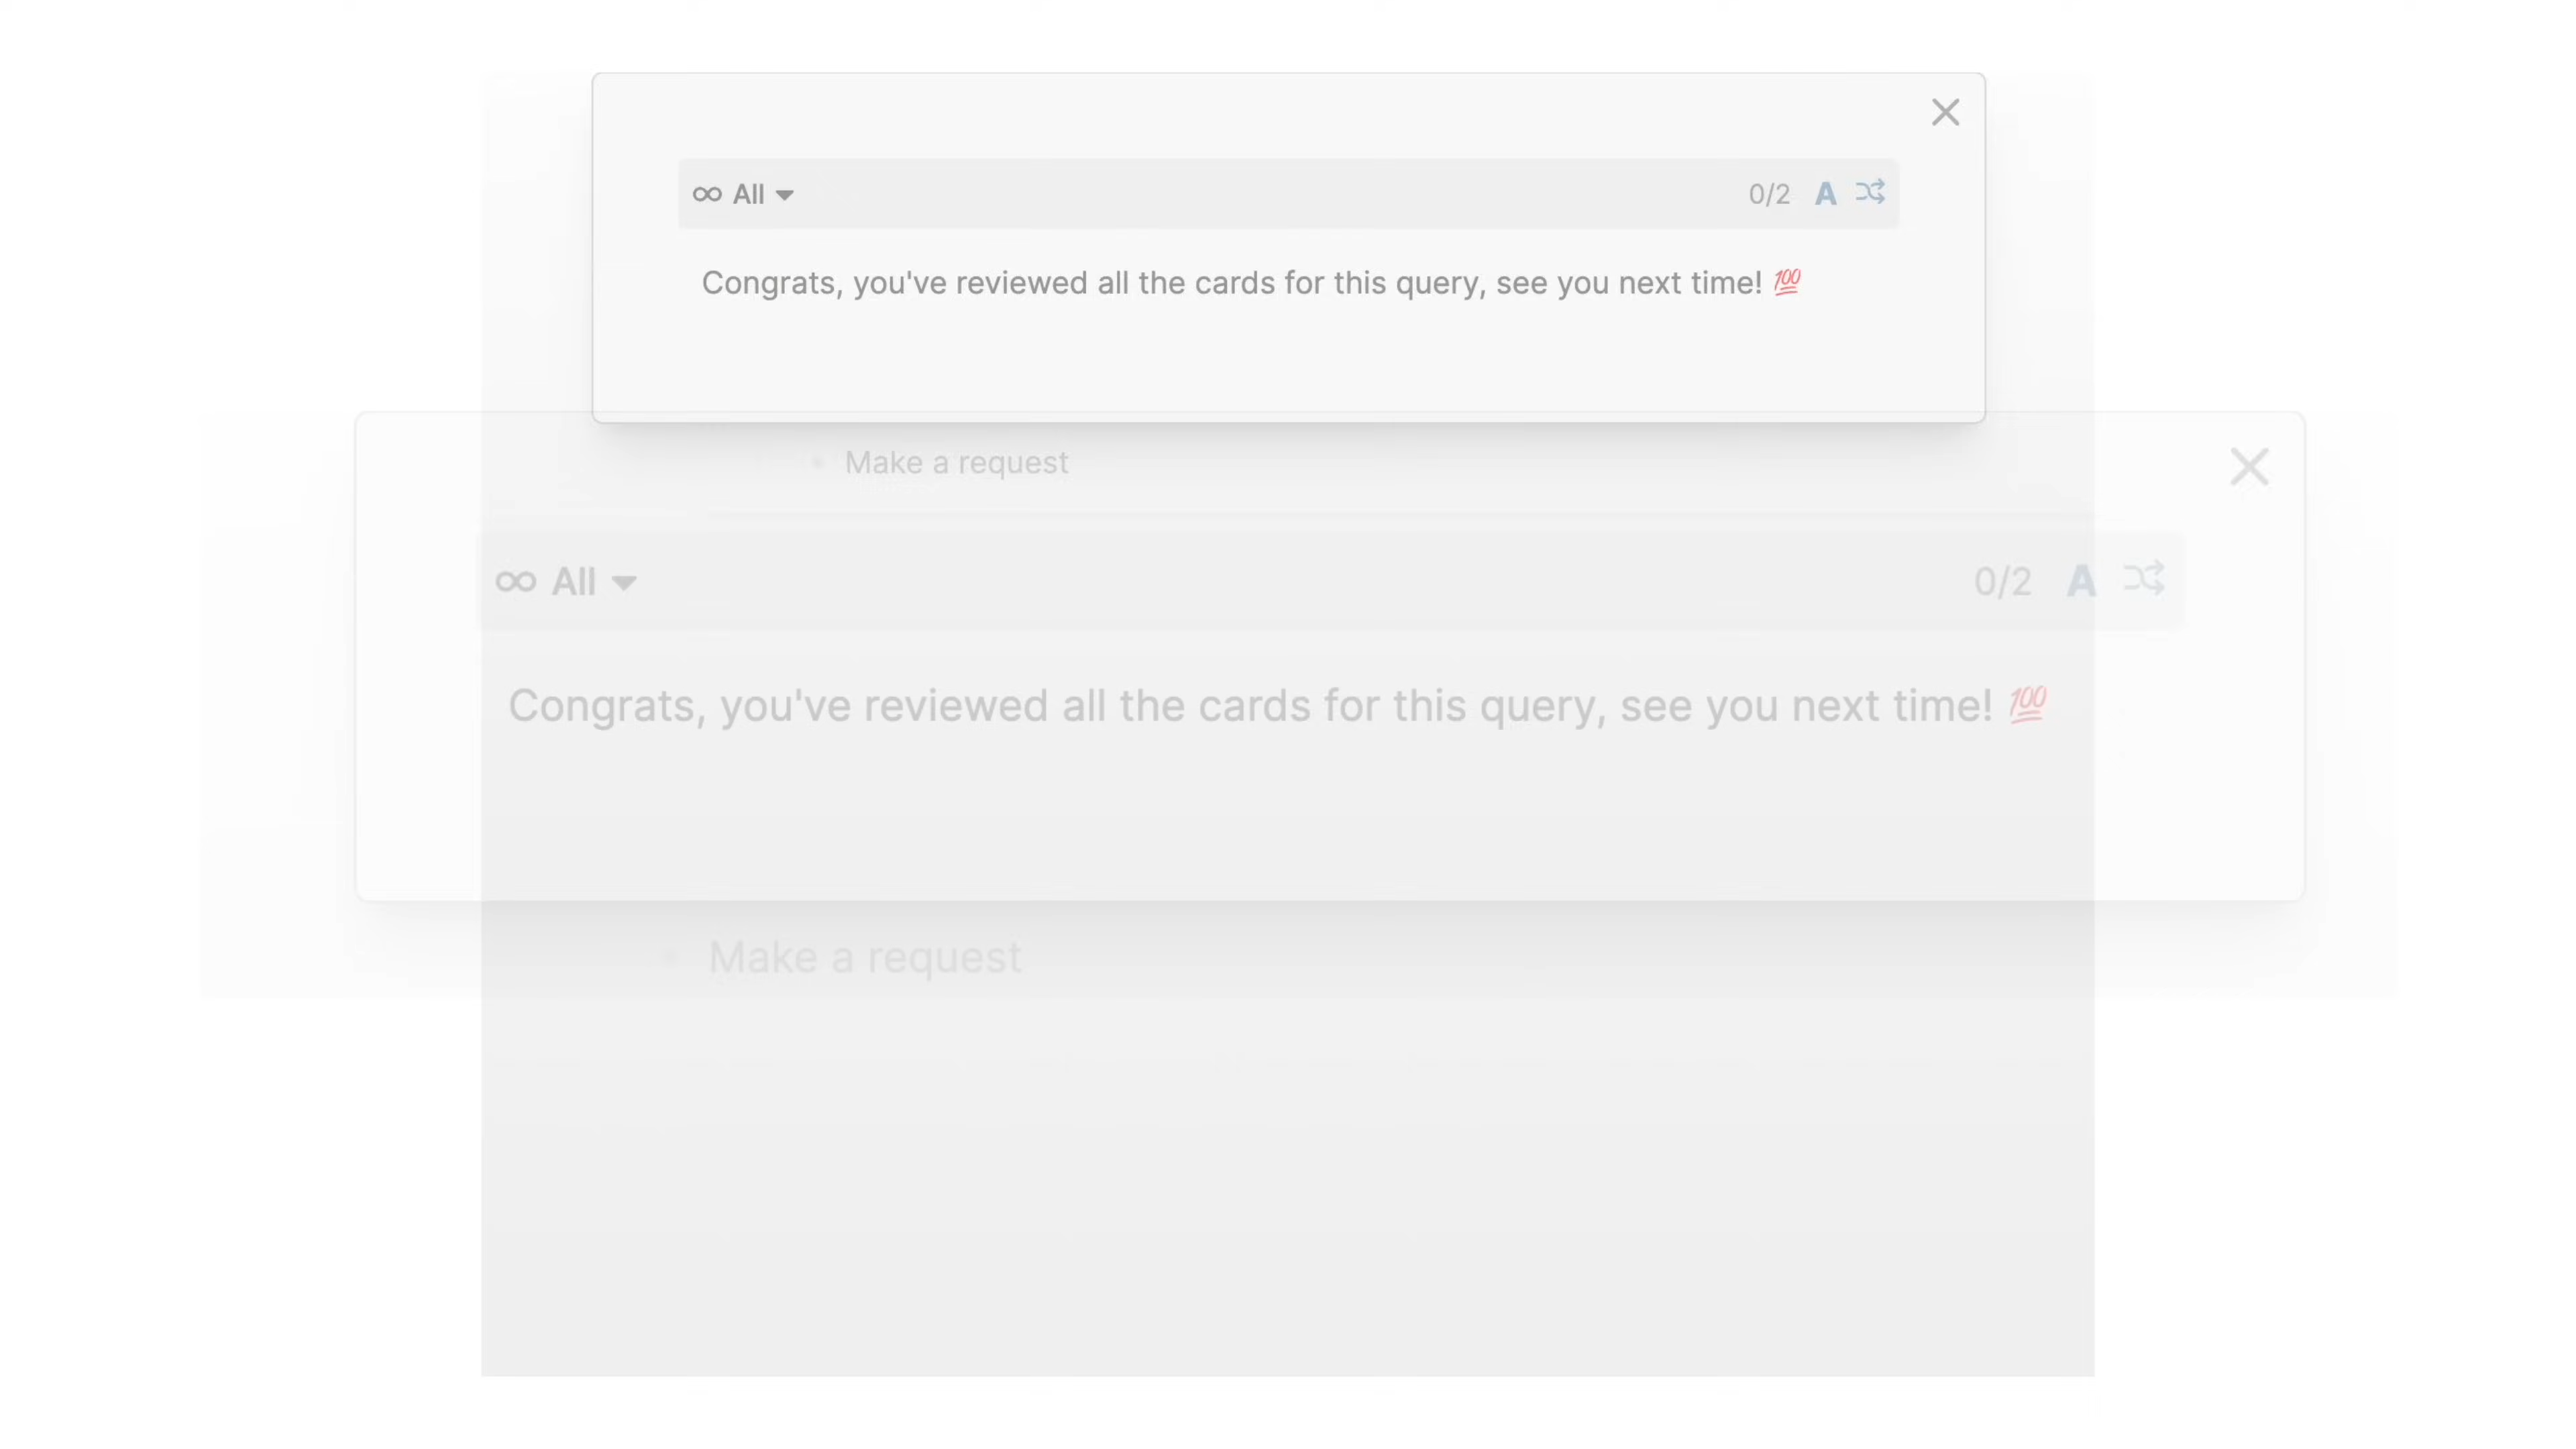 ∞ All 0/2 A
Congrats, you've reviewed all the cards for this query, see you next time! 💯
Make a request
∞ All 0/2 A
Congrats, you've reviewed all the cards for this query, see you next time! 💯
Make a request